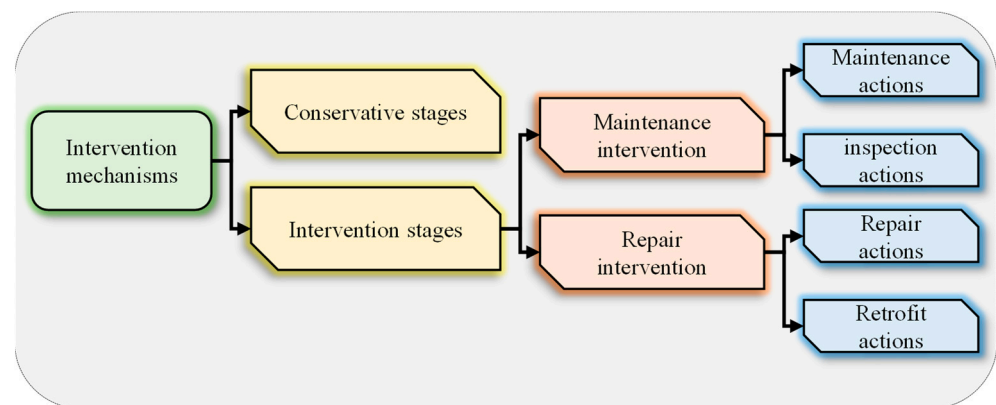 Intervention
mechanisms
Conservative stages
Intervention stages
Maintenance
intervention
Repair
intervention
Maintenance
actions
inspection
actions
Repair
actions
Retrofit
actions